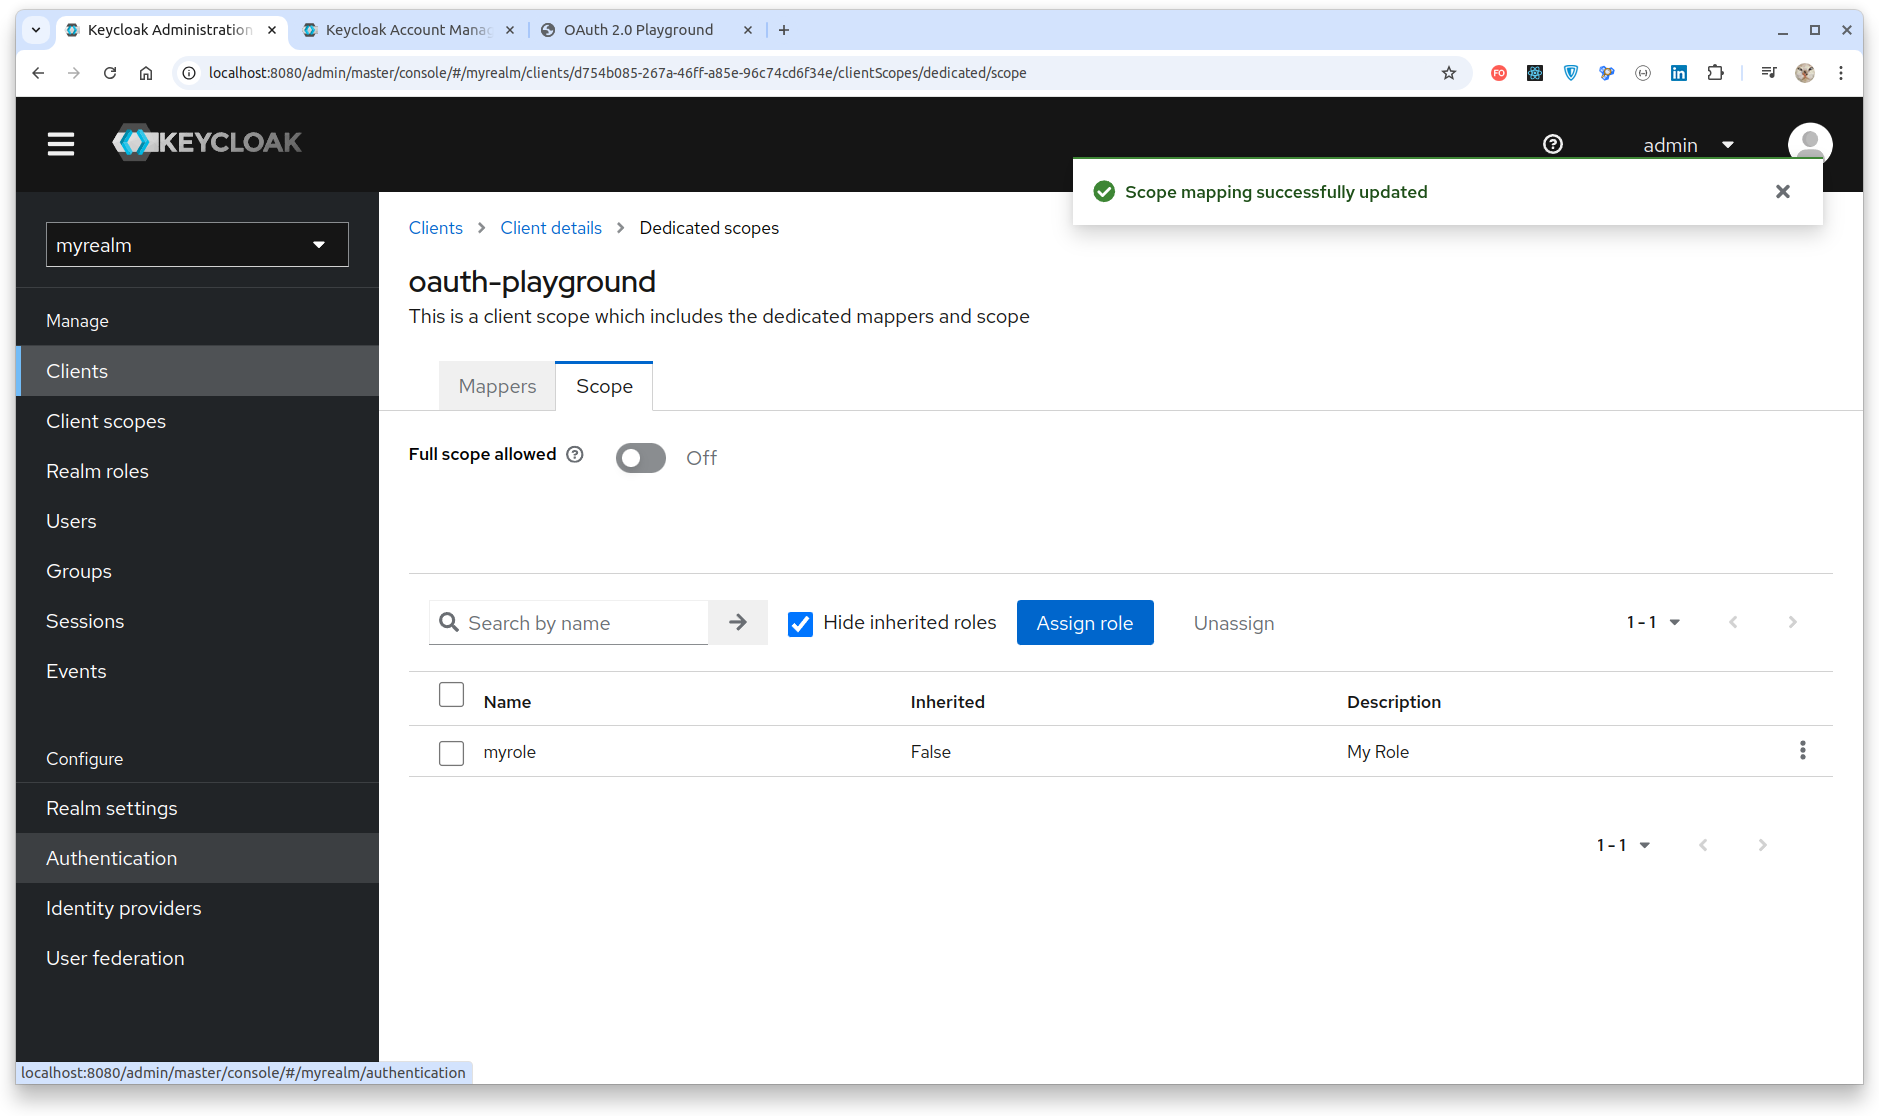 Keycloak Administration
Keycloak Account Manag
OAuth 2.0 Playground
localhost:8080/admin/master/console/#/myrealm/clients/d754b085-267a-46ff-a85e-96c74cd6f34e/clientScopes/dedicated/scope
FO
in
KEYCLOAK
admin
Scope mapping successfully updated
myrealm
Manage
Clients
Client scopes
Realm roles
Users
Groups
Sessions
Events
Configure
Realm settings
Authentication
Identity providers
User federation
Clients > Client details > Dedicated scopes
oauth-playground
This is a client scope which includes the dedicated mappers and scope
Mappers Scope
Full scope allowed Off
Search by name Hide inherited roles Assign role Unassign 1 - 1
Name Inherited Description
myrole False My Role
1 - 1
localhost:8080/admin/master/console/#/myrealm/authentication